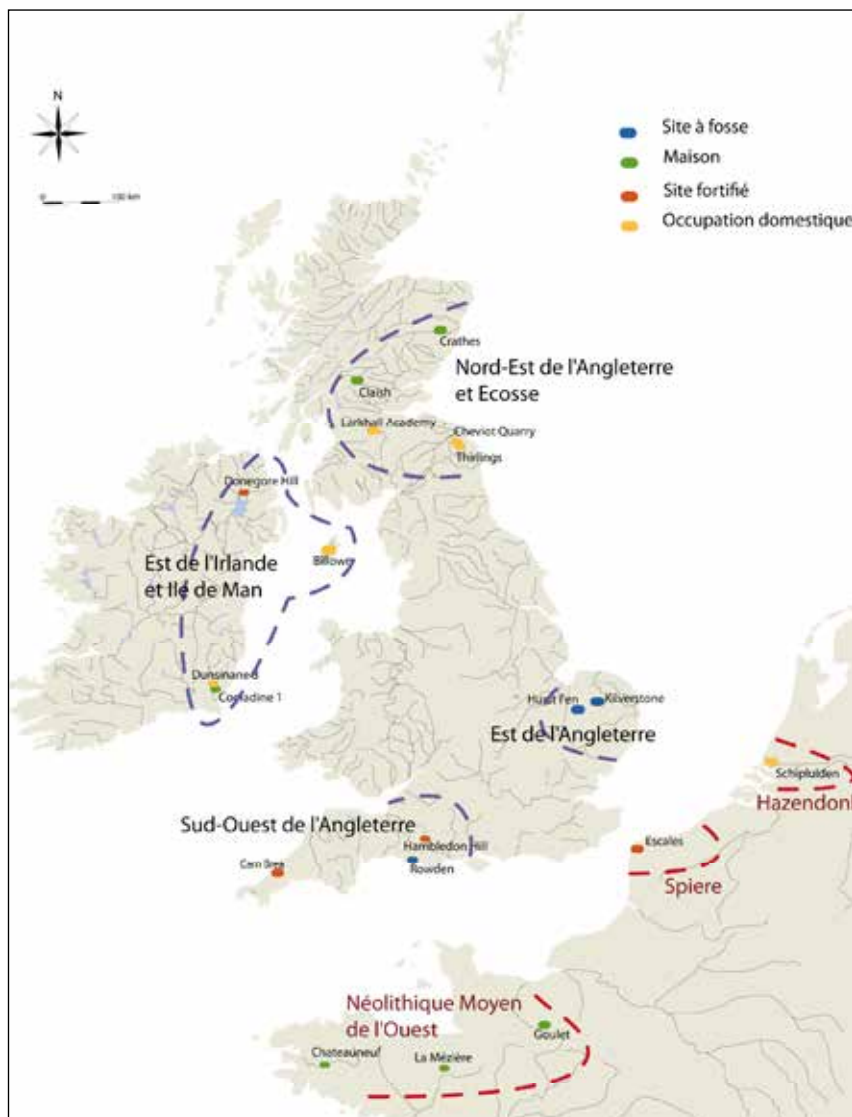 N
100 km
Site à fosse
Maison
Site fortifié
Occupation domestique
Crathes
Nord-Est de l'Angleterre
et Ecosse
Claish
Larkhall Academy
Cheviot Quarry
Thirlings
Donegore Hill
Billown
Est de l'Irlande
et Ile de Man
Dunsinane
1
Hurst Fen
Kilverstone
Est de l'Angleterre
Schipluiden
Hazendonk
Sud-Ouest de l'Angleterre
Hambledon Hill
Rowden
Carn Brea
Escales
Spiere
Néolithique Moyen
de l'Ouest
Goulet
Chateauneuf
La Mézière